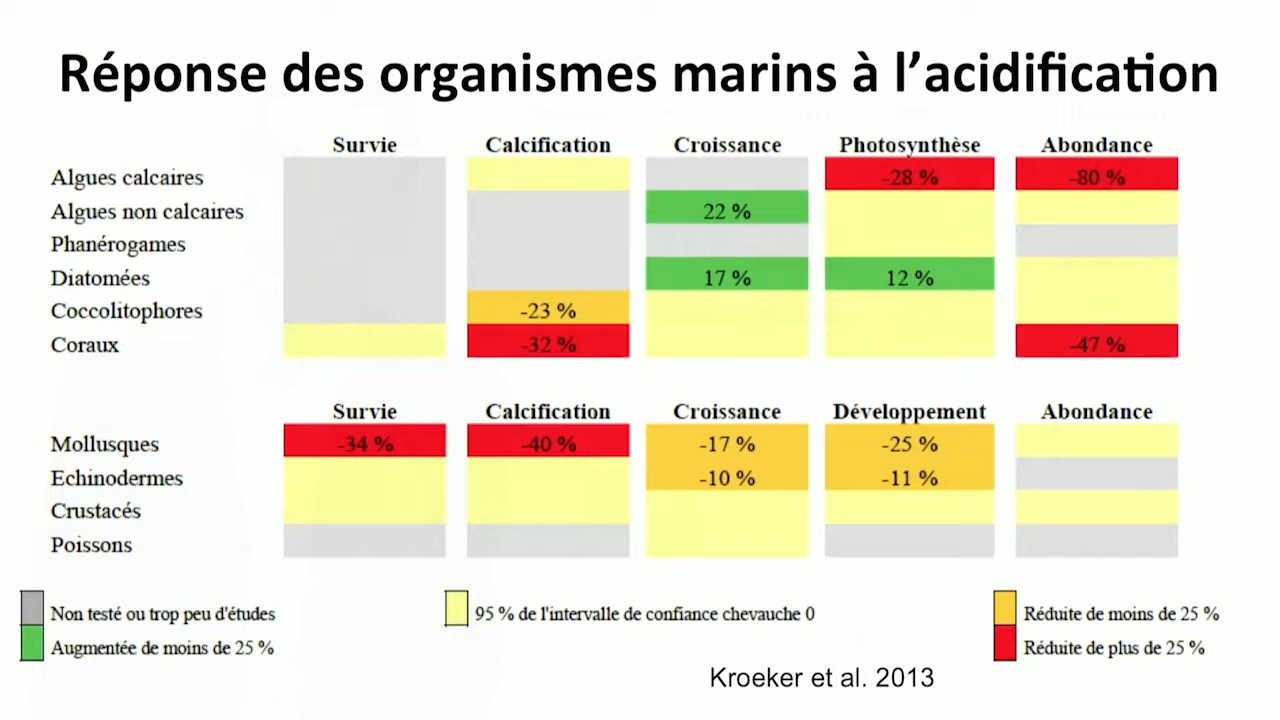 Réponse des organismes marins à l'acidification
Survie Calcification Croissance Photosynthèse Abondance
Algues calcaires -28 % -80 %
Algues non calcaires 22 %
Phanérogames
Diatomées 17 % 12 %
Coccolitophores -23 %
Coraux -32 % -47 %
Survie Calcification Croissance Développement Abondance
Mollusques -34 % -40 % -17 % -25 %
Echinodermes -10 % -11 %
Crustacés
Poissons
Non testé ou trop peu d'études 95 % de l'intervalle de confiance chevauche 0 Réduite de moins de 25 %
Augmentée de moins de 25 % Réduite de plus de 25 %
Kroeker et al. 2013